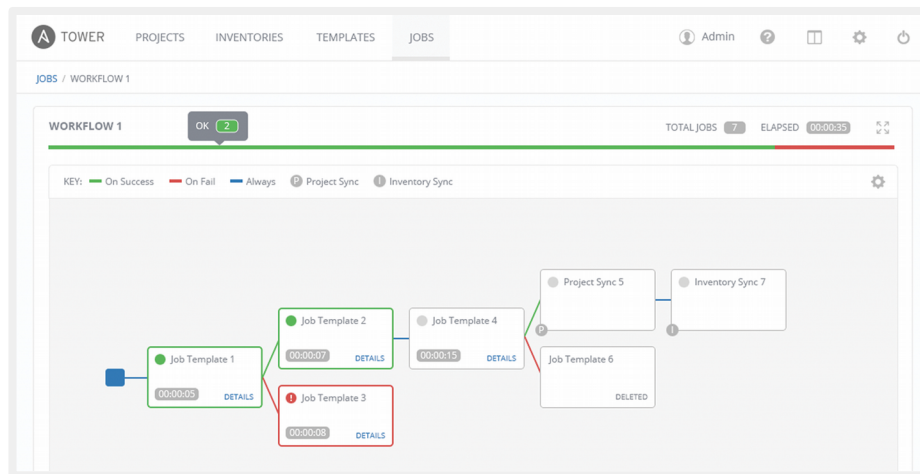 A TOWER PROJECTS INVENTORIES TEMPLATES JOBS Admin ?
JOBS / WORKFLOW 1
WORKFLOW 1 OK 2 TOTAL JOBS 7 ELAPSED 00:00:35
KEY: On Success On Fail Always P Project Sync I Inventory Sync
Project Sync 5
P
Inventory Sync 7
I
Job Template 2
00:00:07 DETAILS
Job Template 4
00:00:15 DETAILS
Job Template 1
00:00:05 DETAILS
Job Template 6
DELETED
! Job Template 3
00:00:08 DETAILS